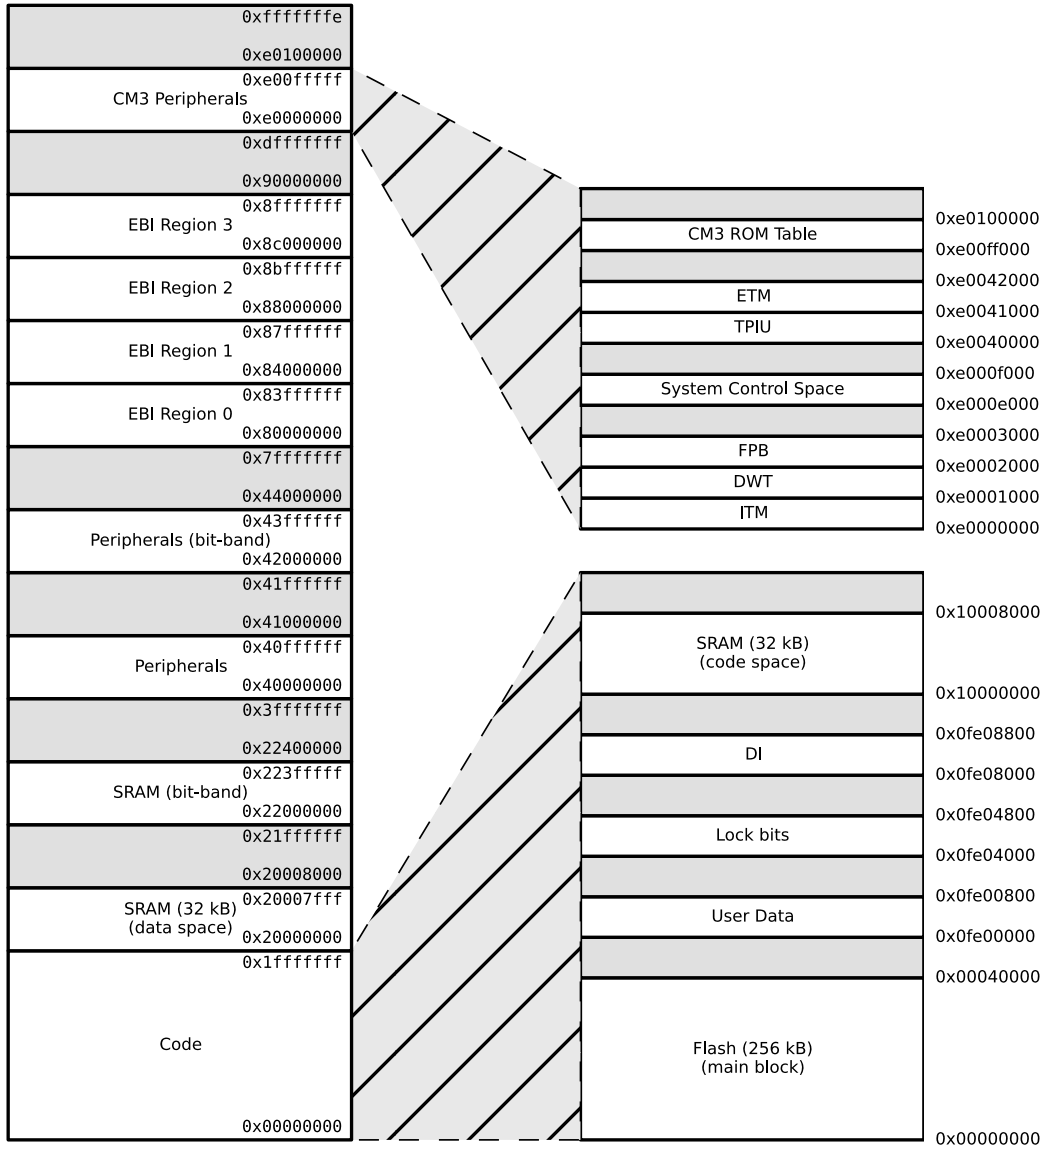 0xfffffffe
0xe0100000
0xe00fffff
CM3 Peripherals
0xe0000000
0xdfffffff
0x90000000
0x8fffffff
EBI Region 3
0x8c000000
0x8bffffff
EBI Region 2
0x88000000
0x87ffffff
EBI Region 1
0x84000000
0x83ffffff
EBI Region 0
0x80000000
0x7fffffff
0x44000000
0x43ffffff
Peripherals (bit-band)
0x42000000
0x41ffffff
0x41000000
0x40ffffff
Peripherals
0x40000000
0x3fffffff
0x22400000
0x223fffff
SRAM (bit-band)
0x22000000
0x21ffffff
0x20008000
0x20007fff
SRAM (32 kB)
(data space)
0x20000000
0x1fffffff
Code
0x00000000
0xe0100000
CM3 ROM Table
0xe00ff000
0xe0042000
ETM
0xe0041000
TPIU
0xe0040000
0xe000f000
System Control Space
0xe000e000
0xe0003000
FPB
0xe0002000
DWT
0xe0001000
ITM
0xe0000000
0x10008000
SRAM (32 kB)
(code space)
0x10000000
0x0fe08800
DI
0x0fe08000
0x0fe04800
Lock bits
0x0fe04000
0x0fe00800
User Data
0x0fe00000
0x00040000
Flash (256 kB)
(main block)
0x00000000